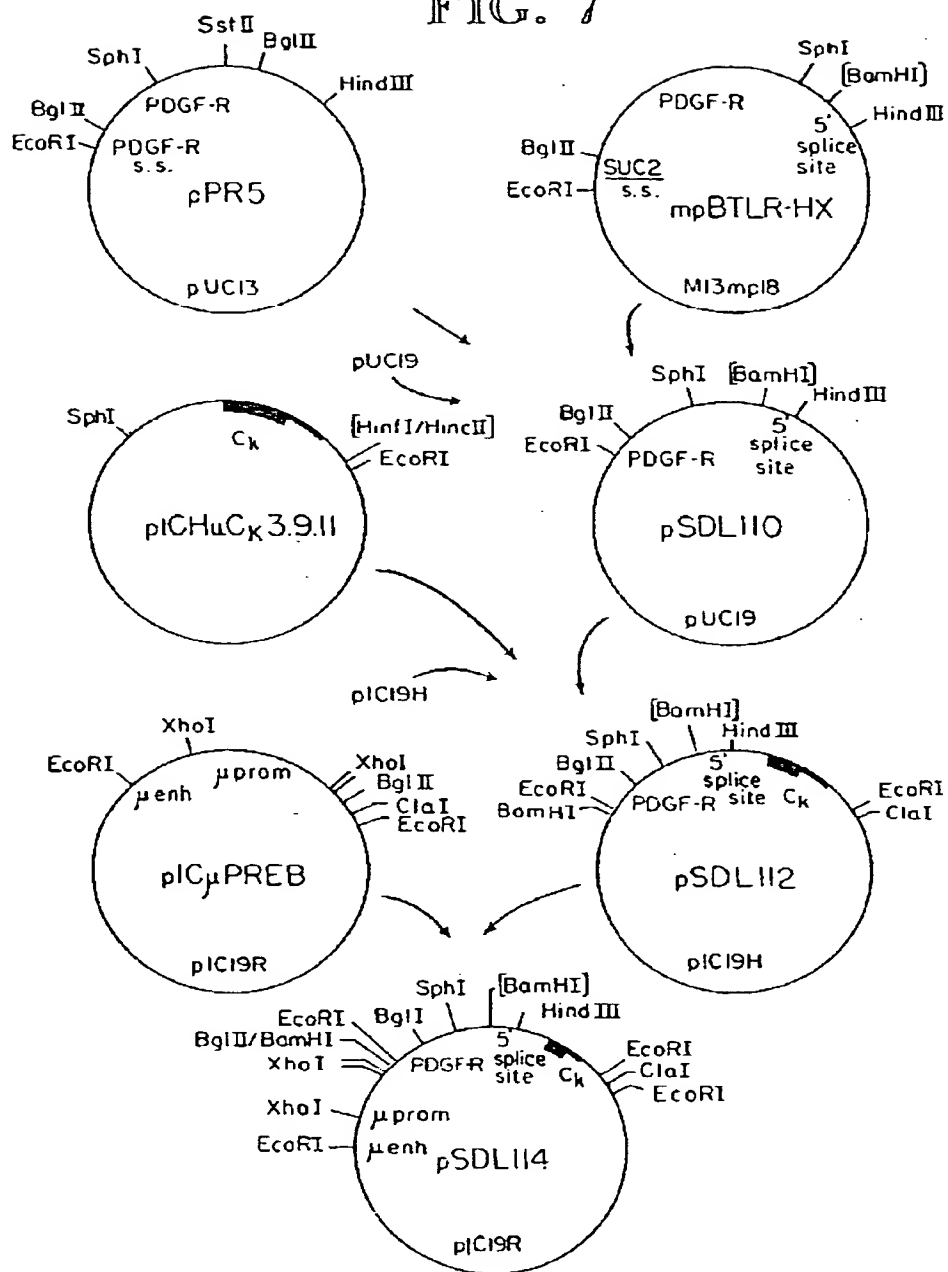 FIG. 7
SstII
BglII
SphI
HindIII
PDGF-R
BglII
EcoRI
PDGF-R
s.s.
pPR5
pUC13
SphI
[BamHI]
HindIII
PDGF-R
5'
splice
site
BglII
SUC2
s.s.
EcoRI
mpBTLR-HX
M13mp18
pUC19
SphI
Cκ
[HinfI/HincII]
EcoRI
pICHuCκ3.9.11
SphI
[BamHI]
HindIII
BglII
EcoRI
PDGF-R
5'
splice
site
pSDL110
pUC19
pIC19H
XhoI
EcoRI
μprom
μenh
XhoI
BglII
ClaI
EcoRI
pICμPREB
pIC19R
[BamHI]
HindIII
SphI
BglII
EcoRI
BamHI
PDGF-R
5'
splice
site
Cκ
EcoRI
ClaI
pSDL112
pIC19H
[BamHI]
SphI
HindIII
BglI
EcoRI
BglII/BamHI
XhoI
PDGF-R
5'
splice
site
Cκ
EcoRI
ClaI
EcoRI
XhoI
μprom
EcoRI
μenh
pSDL114
pIC19R